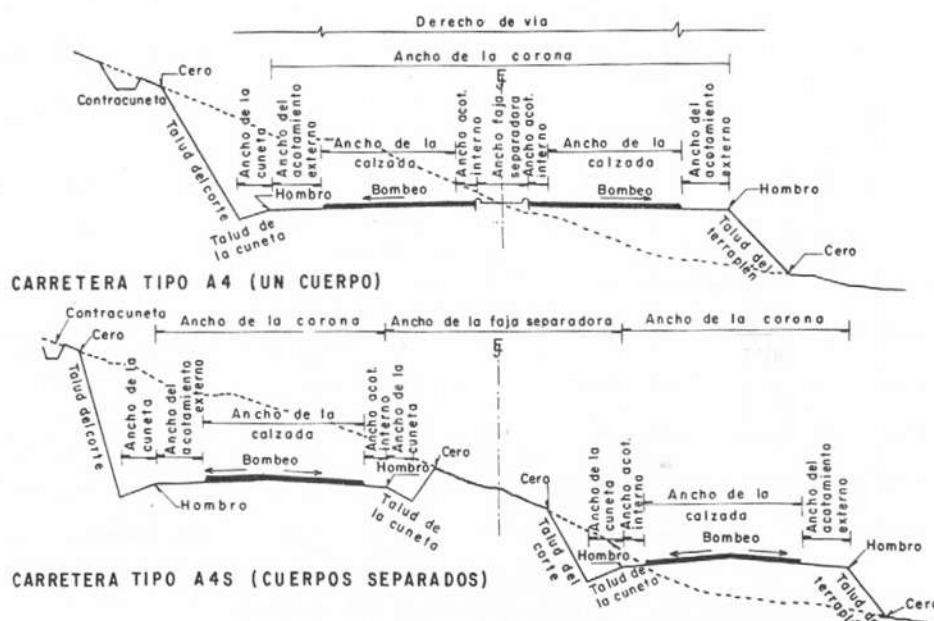 Derecho de via
Ancho de la corona
Cero
Contracuneta
Talud del corte
Ancho de la
cuneta
Ancho del
acotamiento
externo
Ancho de la
calzada
Ancho acot.
interno
Ancho faja
separadora
Ancho acot.
interno
Ancho de la
calzada
Ancho del
acotamiento
externo
Hombro
Bombeo
Bombeo
Hombro
Talud de
la cuneta
Talud del
terraplén
Cero
CARRETERA TIPO A4 (UN CUERPO)
Contracuneta
Cero
Ancho de la corona
Ancho de la faja separadora
Ancho de la corona
Talud del corte
Ancho de la
cuneta
Ancho del
acotamiento
externo
Ancho de la
calzada
Ancho acot.
interno
Ancho de la
cuneta
Bombeo
Hombro
Cero
Hombro
Talud de
la cuneta
Cero
Ancho de la
cuneta
Ancho acot.
interno
Ancho de la
calzada
Ancho del
acotamiento
externo
Bombeo
Hombro
Hombro
Talud del
corte
Talud de
la cuneta
Talud de
terraplén
Cero
CARRETERA TIPO A4S (CUERPOS SEPARADOS)